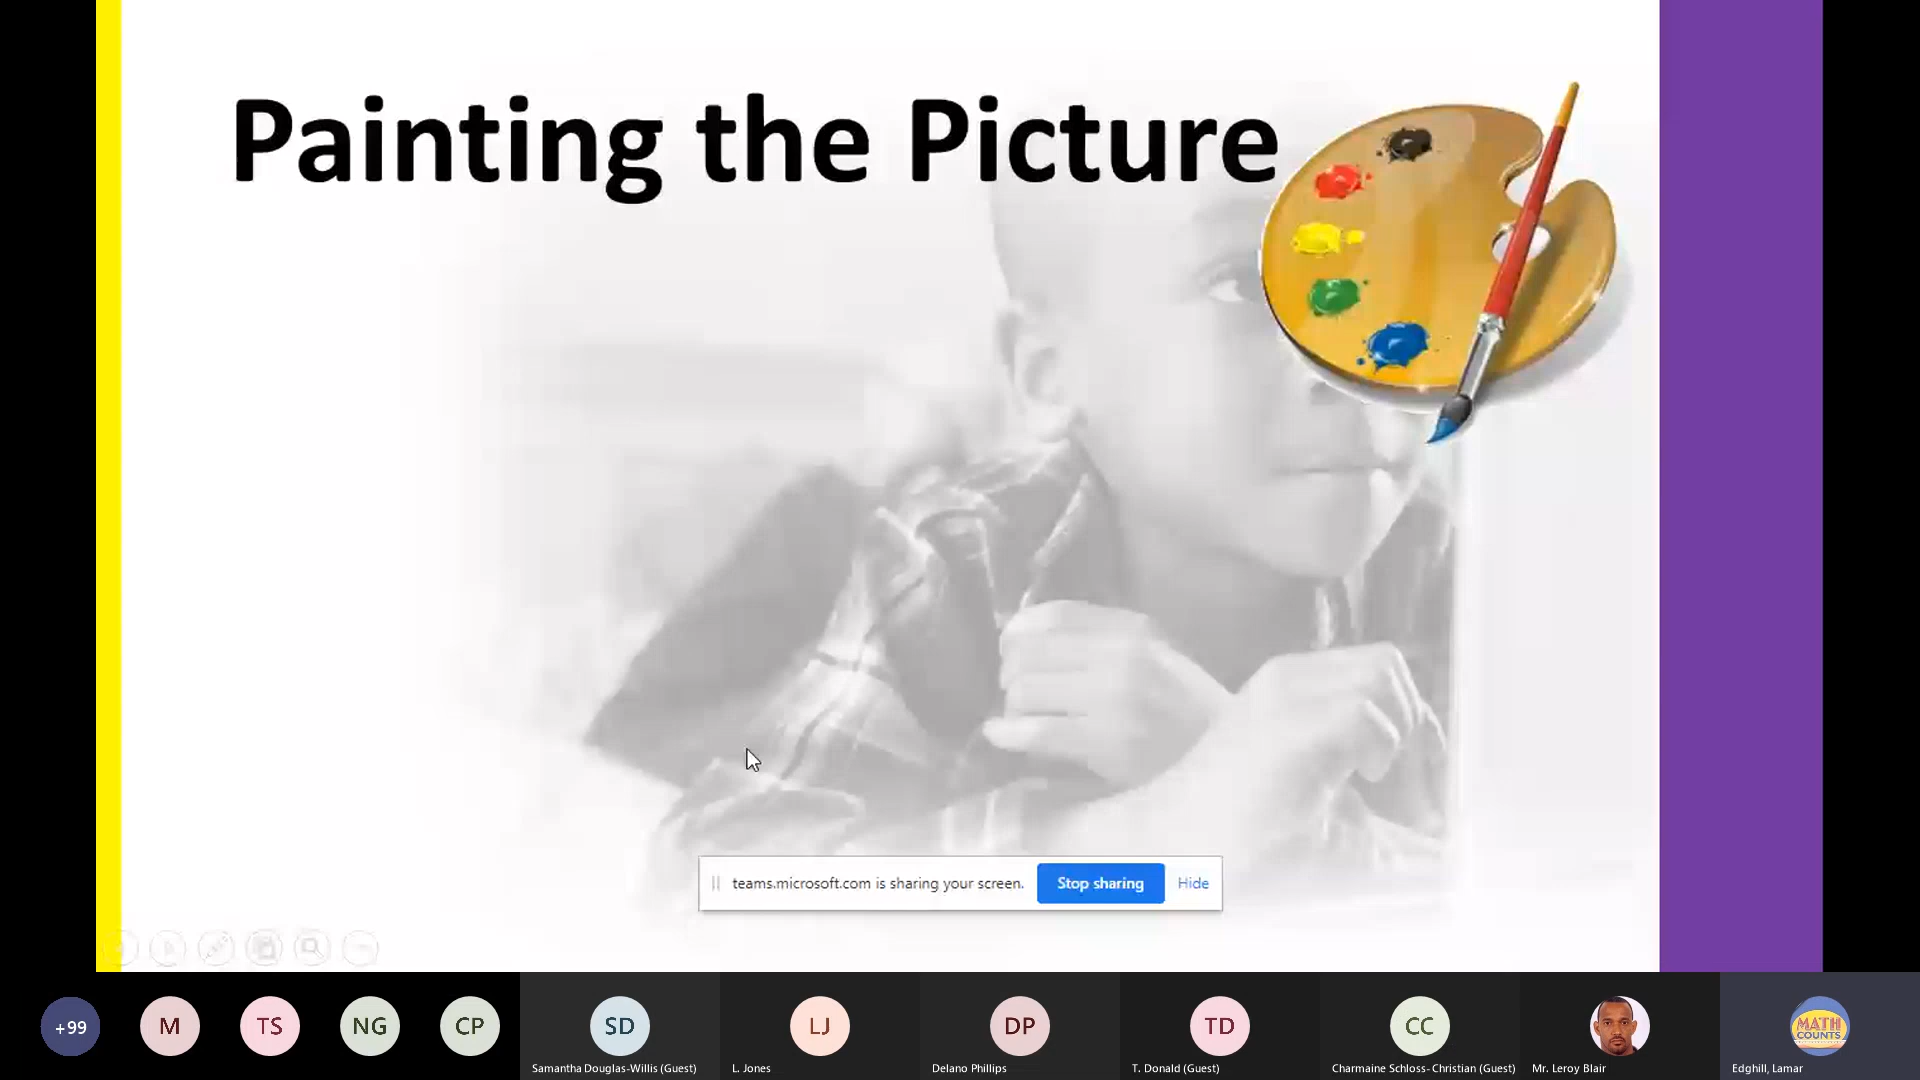 Painting the Picture
teams.microsoft.com is sharing your screen.
Stop sharing
Hide
+99
M
TS
NG
CP
SD
LJ
DP
TD
CC
MATH
COUNTS
Samantha Douglas-Willis (Guest)
L. Jones
Delano Phillips
T. Donald (Guest)
Charmaine Schloss- Christian (Guest)
Mr. Leroy Blair
Edghill, Lamar